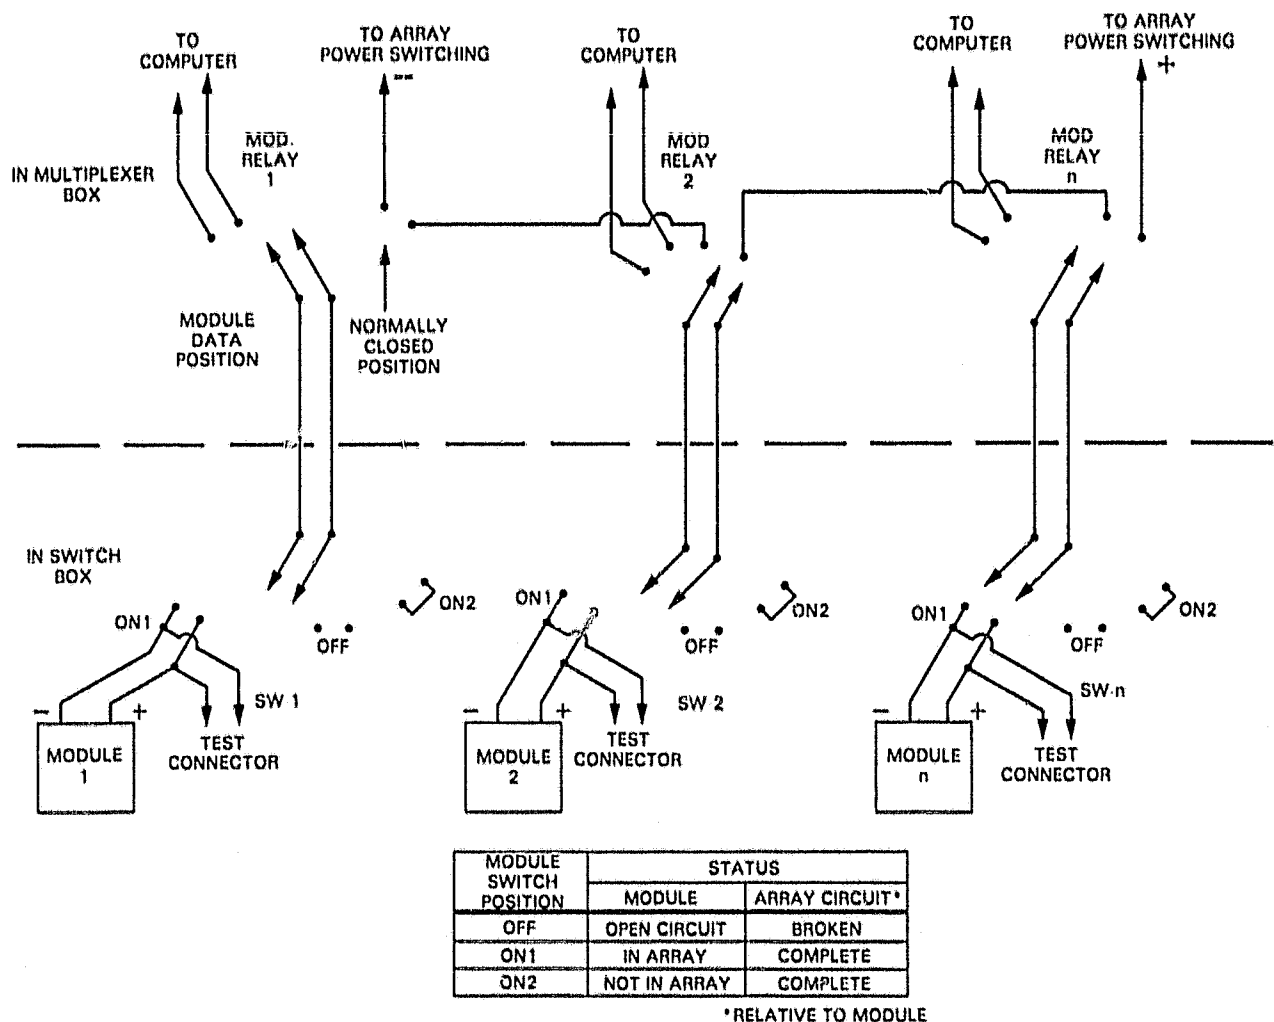 TO
COMPUTER
TO ARRAY
POWER SWITCHING
--
TO
COMPUTER
TO
COMPUTER
TO ARRAY
POWER SWITCHING
+
IN MULTIPLEXER
BOX
MOD.
RELAY
1
MOD
RELAY
2
MOD
RELAY
n
MODULE
DATA
POSITION
NORMALLY
CLOSED
POSITION
IN SWITCH
BOX
ON1
OFF
ON2
SW 1
- +
MODULE
1
TEST
CONNECTOR
ON1
OFF
ON2
SW 2
- +
MODULE
2
TEST
CONNECTOR
ON1
OFF
ON2
SW-n
- +
MODULE
n
TEST
CONNECTOR
MODULE
SWITCH
POSITION
STATUS
MODULE ARRAY CIRCUIT*
OFF OPEN CIRCUIT BROKEN
ON1 IN ARRAY COMPLETE
ON2 NOT IN ARRAY COMPLETE
*RELATIVE TO MODULE